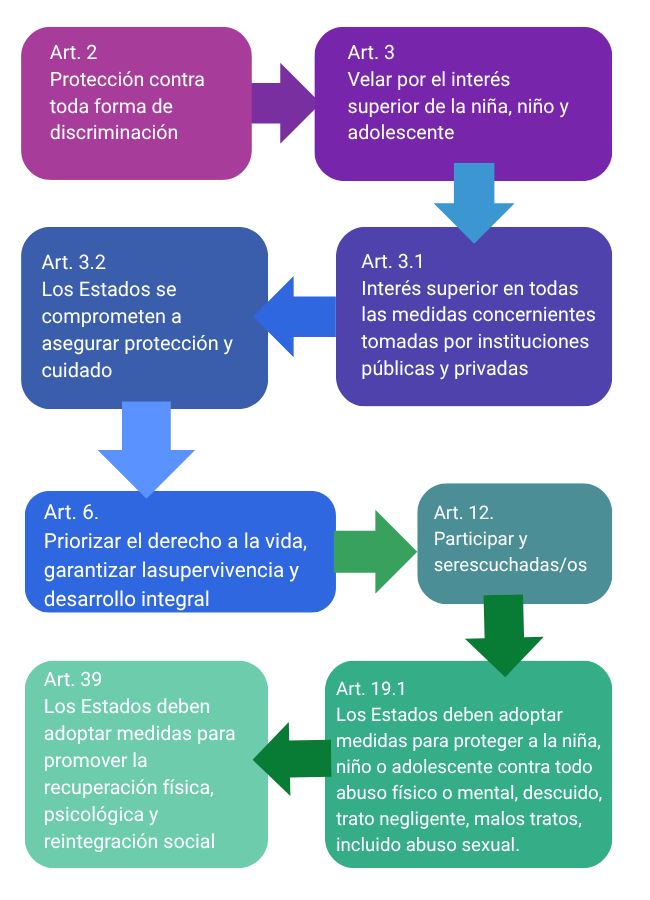 Art. 2
Protección contra
toda forma de
discriminación
Art. 3
Velar por el interés
superior de la niña, niño y
adolescente
Art. 3.1
Interés superior en todas
las medidas concernientes
tomadas por instituciones
públicas y privadas
Art. 3.2
Los Estados se
comprometen a
asegurar protección y
cuidado
Art. 6.
Priorizar el derecho a la vida,
garantizar lasupervivencia y
desarrollo integral
Art. 12.
Participar y
serescuchadas/os
Art. 19.1
Los Estados deben adoptar
medidas para proteger a la niña,
niño o adolescente contra todo
abuso físico o mental, descuido,
trato negligente, malos tratos,
incluido abuso sexual.
Art. 39
Los Estados deben
adoptar medidas para
promover la
recuperación física,
psicológica y
reintegración social